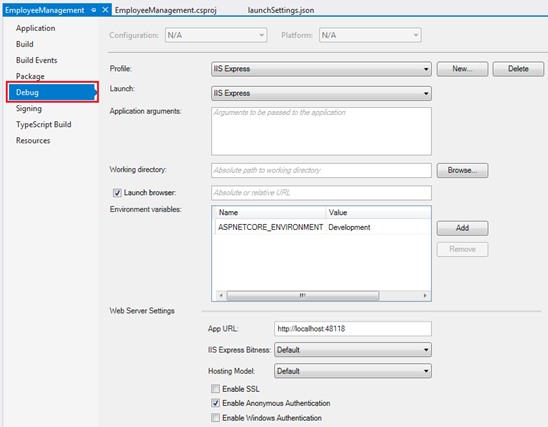 EmployeeManagement EmployeeManagement.csproj launchSettings.json
Application
Build
Build Events
Package
Debug
Signing
TypeScript Build
Resources
Configuration: N/A Platform: N/A
Profile: IIS Express New... Delete
Launch: IIS Express
Application arguments: Arguments to be passed to the application
Working directory: Absolute path to working directory Browse...
Launch browser: Absolute or relative URL
Environment variables:
Name Value
ASPNETCORE_ENVIRONMENT Development
Add
Remove
Web Server Settings
App URL: http://localhost:48118
IIS Express Bitness: Default
Hosting Model: Default
Enable SSL
Enable Anonymous Authentication
Enable Windows Authentication